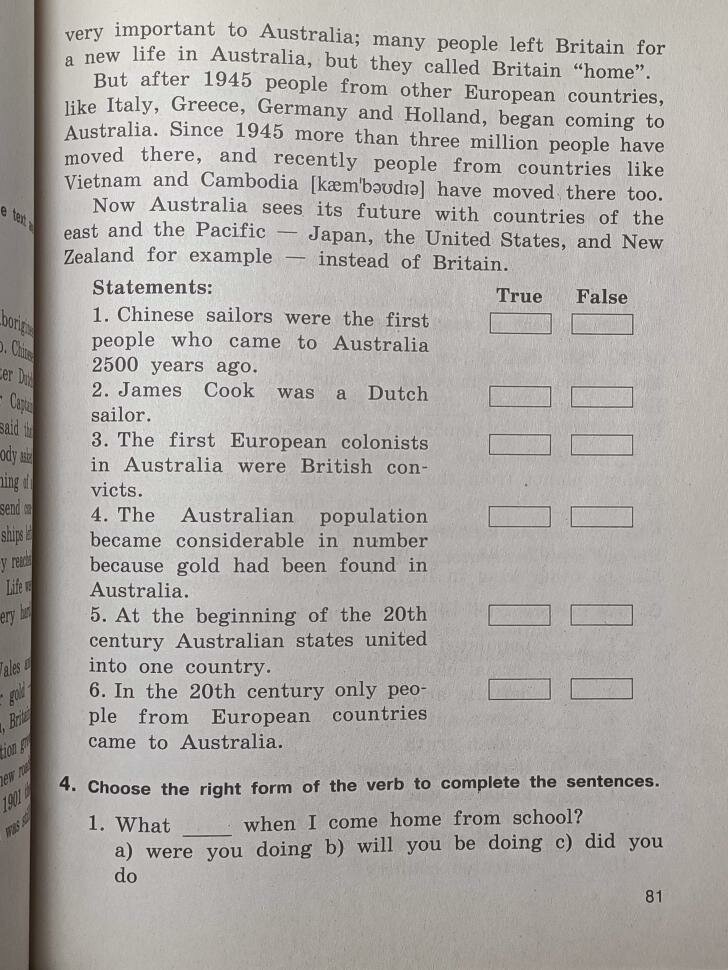 very important to Australia; many people left Britain for
a new life in Australia, but they called Britain “home”.
But after 1945 people from other European countries,
like Italy, Greece, Germany and Holland, began coming to
Australia. Since 1945 more than three million people have
moved there, and recently people from countries like
Vietnam and Cambodia [kæm'bəʊdɪə] have moved there too.
Now Australia sees its future with countries of the
east and the Pacific — Japan, the United States, and New
Zealand for example — instead of Britain.
Statements:
True False
1. Chinese sailors were the first
people who came to Australia
2500 years ago.
2. James Cook was a Dutch
sailor.
3. The first European colonists
in Australia were British con-
victs.
4. The Australian population
became considerable in number
because gold had been found in
Australia.
5. At the beginning of the 20th
century Australian states united
into one country.
6. In the 20th century only peo-
ple from European countries
came to Australia.
4. Choose the right form of the verb to complete the sentences.
1. What ____ when I come home from school?
a) were you doing b) will you be doing c) did you
do
81